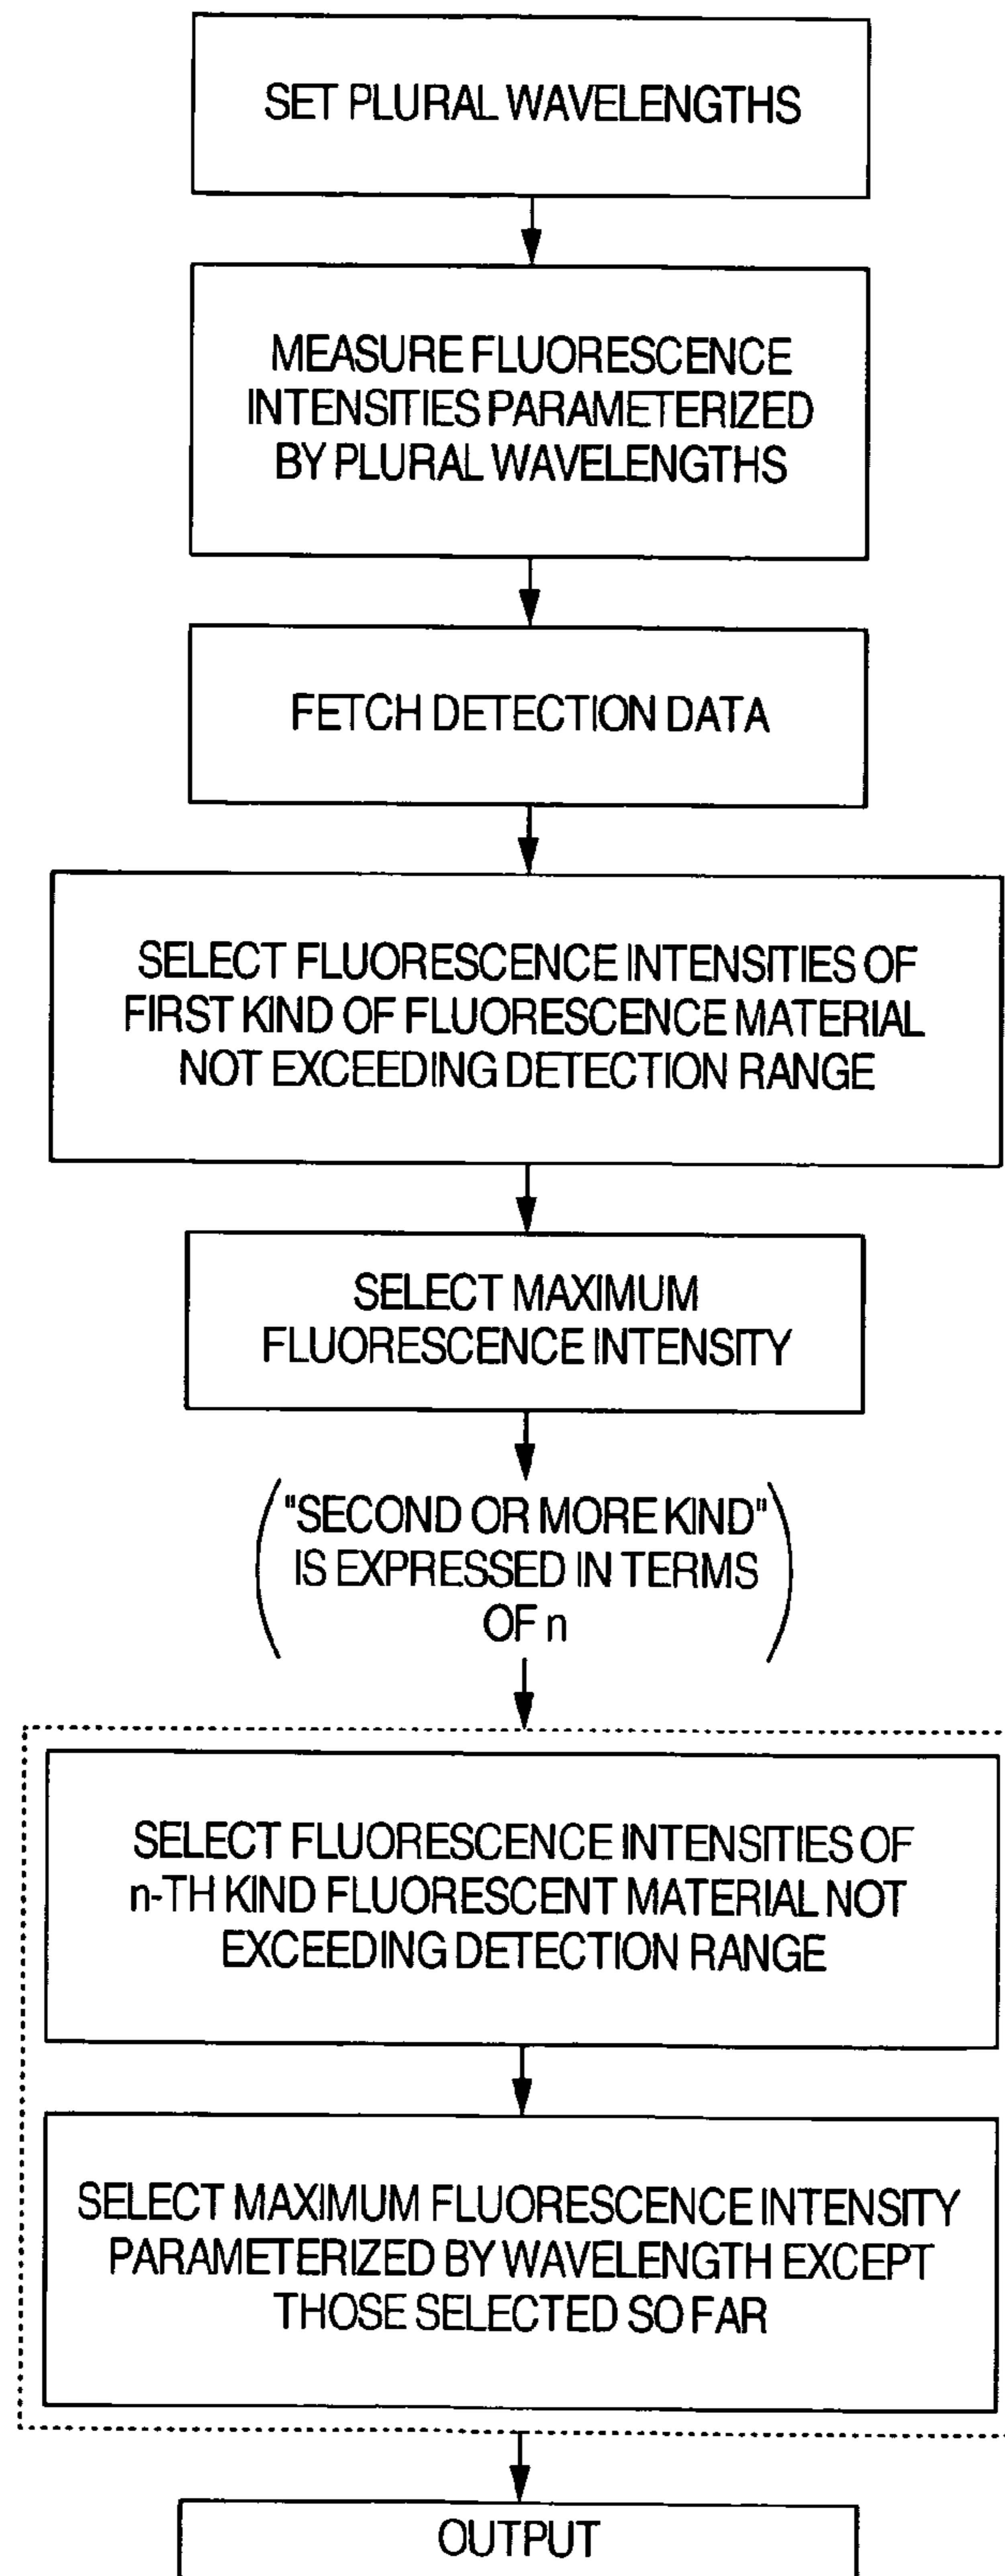 SET PLURAL WAVELENGTHS
MEASURE FLUORESCENCE
INTENSITIES PARAMETERIZED
BY PLURAL WAVELENGTHS
FETCH DETECTION DATA
SELECT FLUORESCENCE INTENSITIES OF
FIRST KIND OF FLUORESCENCE MATERIAL
NOT EXCEEDING DETECTION RANGE
SELECT MAXIMUM
FLUORESCENCE INTENSITY
"SECOND OR MORE KIND"
IS EXPRESSED IN TERMS
OF n
SELECT FLUORESCENCE INTENSITIES OF
n-TH KIND FLUORESCENT MATERIAL NOT
EXCEEDING DETECTION RANGE
SELECT MAXIMUM FLUORESCENCE INTENSITY
PARAMETERIZED BY WAVELENGTH EXCEPT
THOSE SELECTED SO FAR
OUTPUT